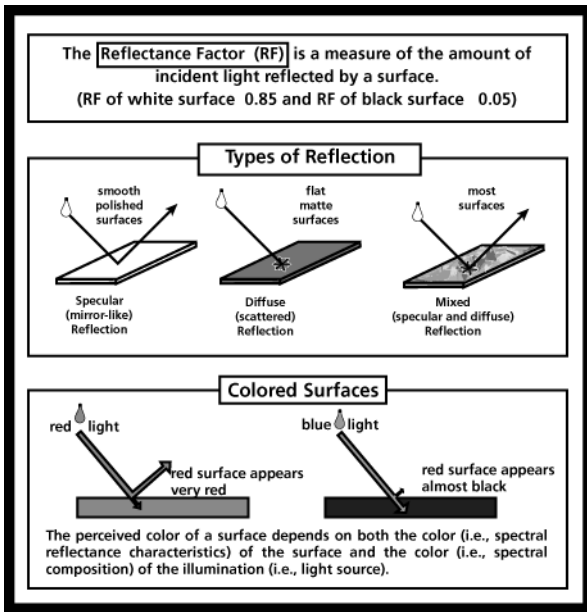 The Reflectance Factor (RF) is a measure of the amount of
incident light reflected by a surface.
(RF of white surface 0.85 and RF of black surface 0.05)
Types of Reflection
smooth
polished
surfaces
Specular
(mirror-like)
Reflection
flat
matte
surfaces
Diffuse
(scattered)
Reflection
most
surfaces
Mixed
(specular and diffuse)
Reflection
Colored Surfaces
red light
red surface appears
very red
blue light
red surface appears
almost black
The perceived color of a surface depends on both the color (i.e., spectral
reflectance characteristics) of the surface and the color (i.e., spectral
composition) of the illumination (i.e., light source).